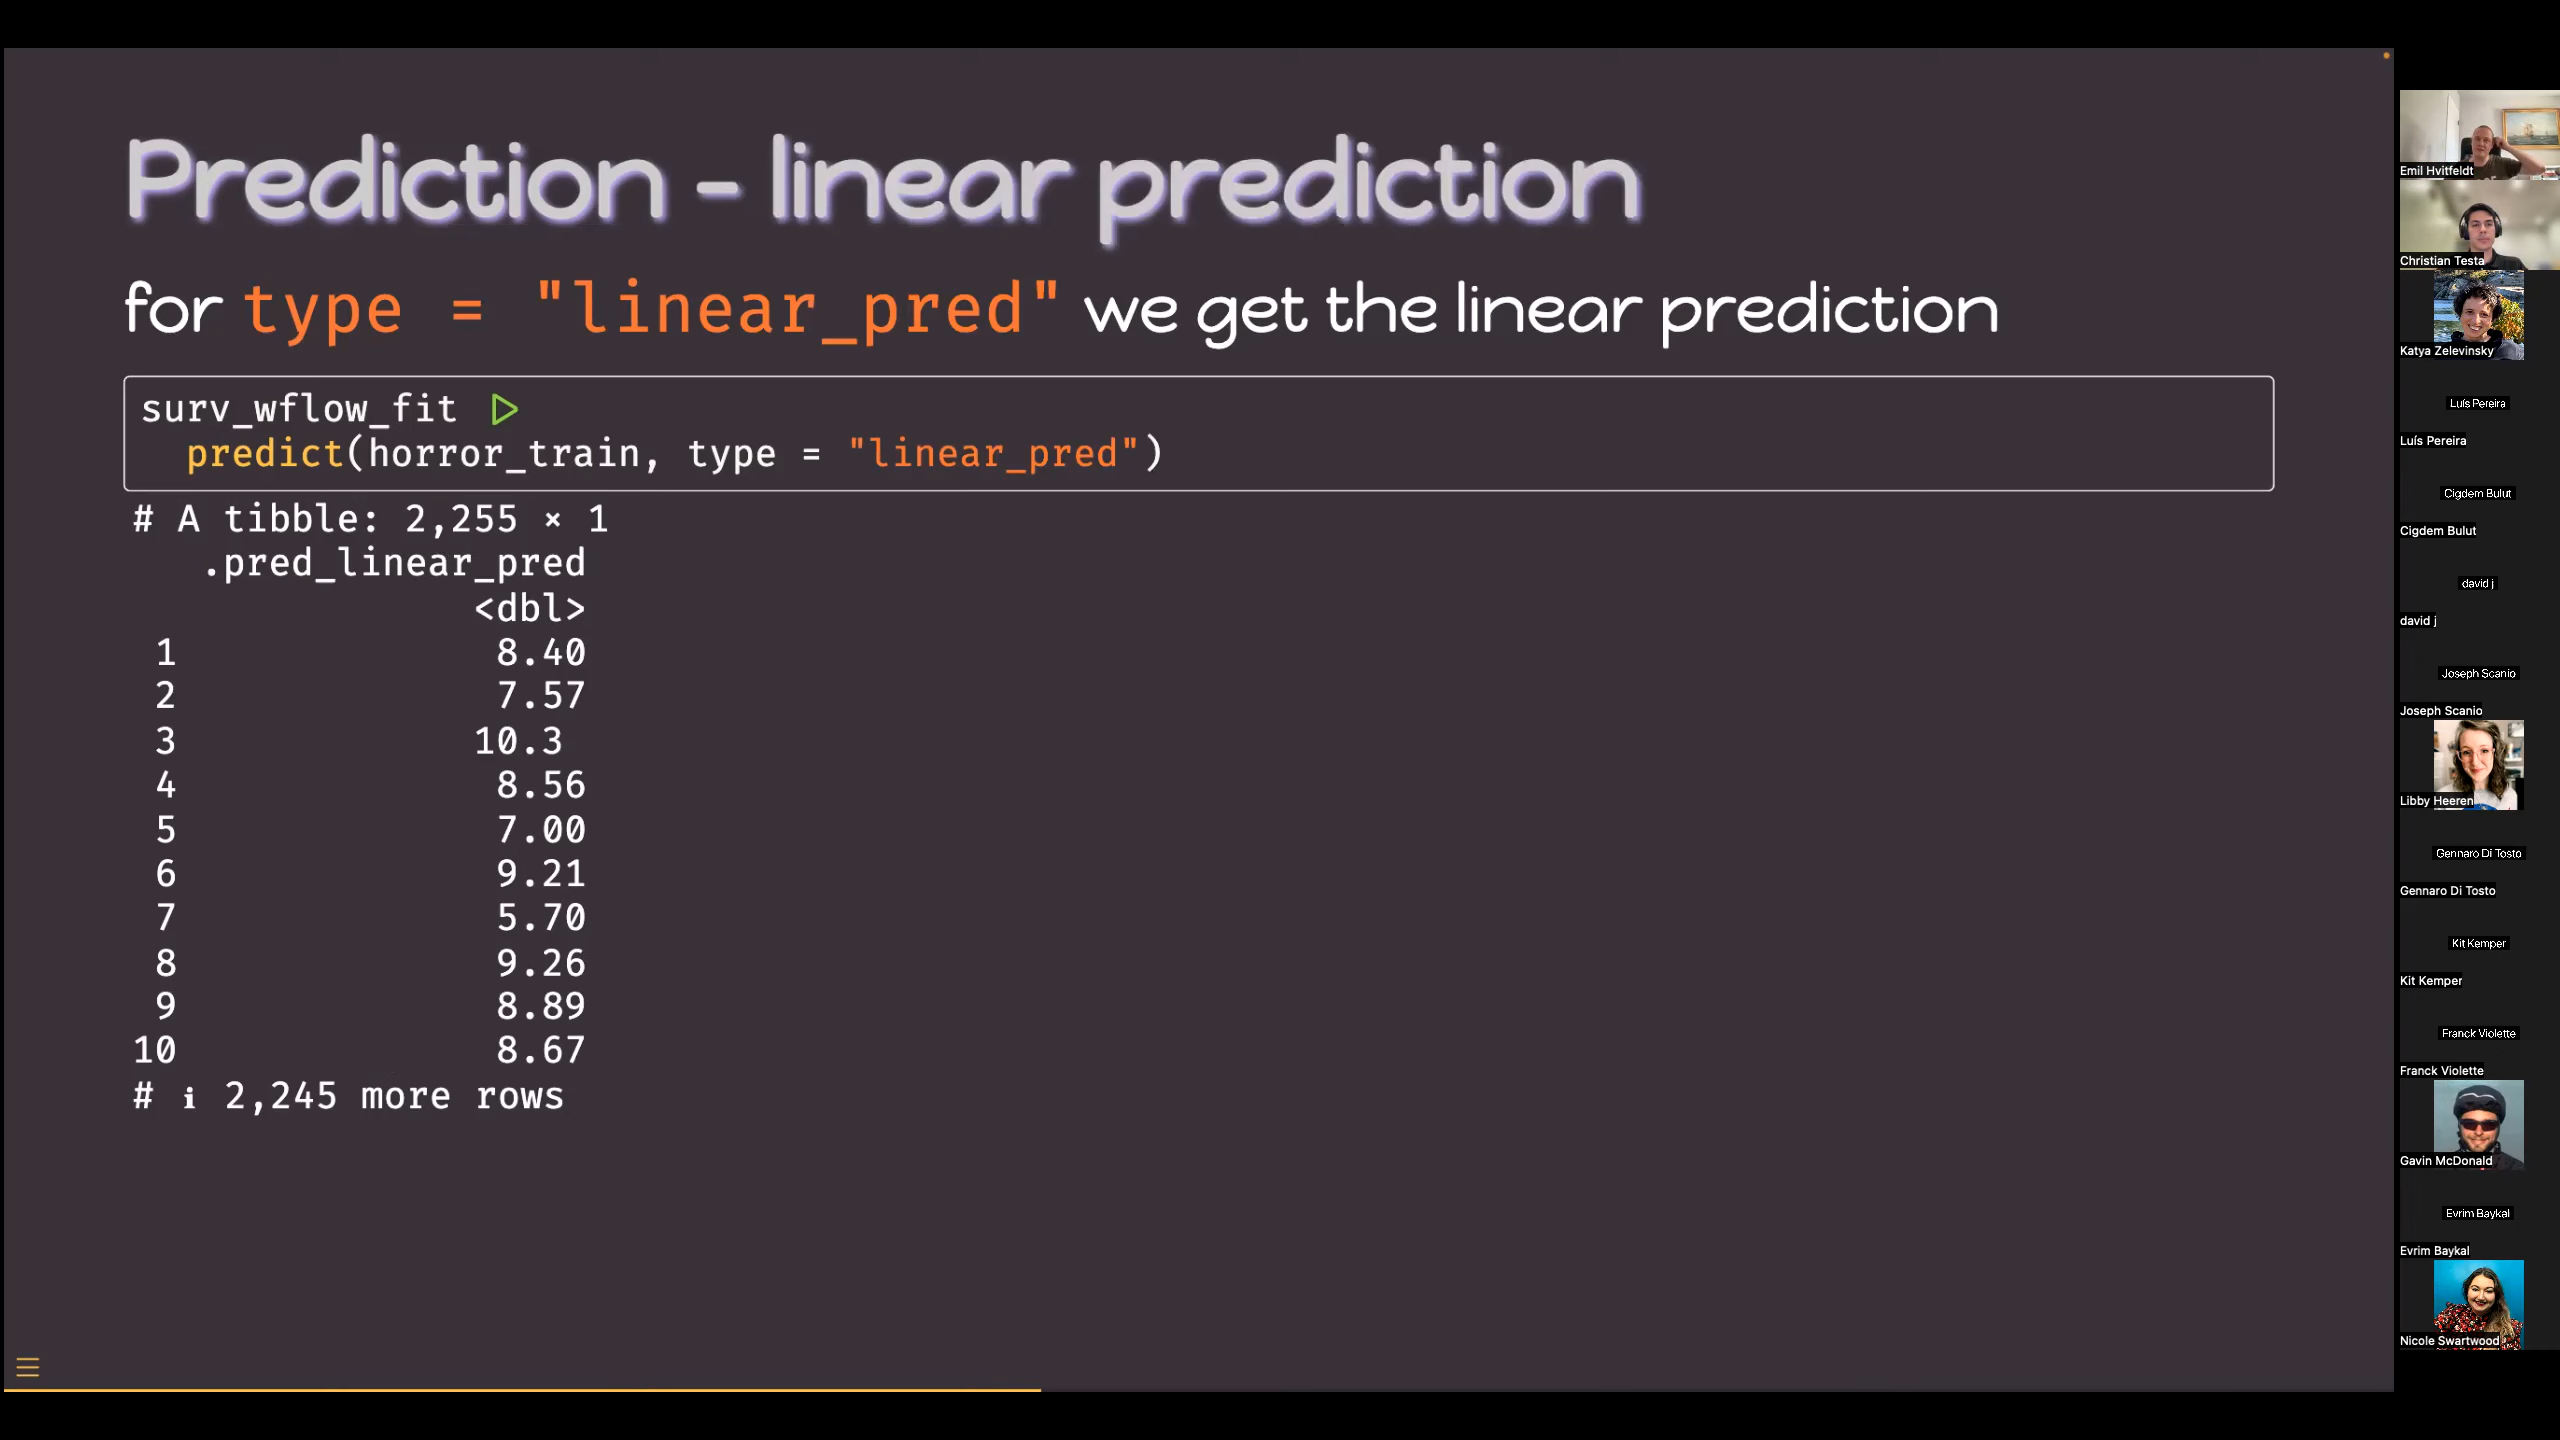 Prediction - linear prediction
for type = "linear_pred" we get the linear prediction
surv_wflow_fit ▷
predict(horror_train, type = "linear_pred")
# A tibble: 2,255 × 1
.pred_linear_pred
<dbl>
1 8.40
2 7.57
3 10.3
4 8.56
5 7.00
6 9.21
7 5.70
8 9.26
9 8.89
10 8.67
# ℹ 2,245 more rows
Emil Hvitfeldt
Christian Testa
Katya Zelevinsky
Luís Pereira
Luís Pereira
Cigdem Bulut
Cigdem Bulut
david j
david j
Joseph Scanio
Joseph Scanio
Libby Heeren
Gennaro Di Tosto
Gennaro Di Tosto
Kit Kemper
Kit Kemper
Franck Violette
Franck Violette
Gavin McDonald
Evrim Baykal
Evrim Baykal
Nicole Swartwood